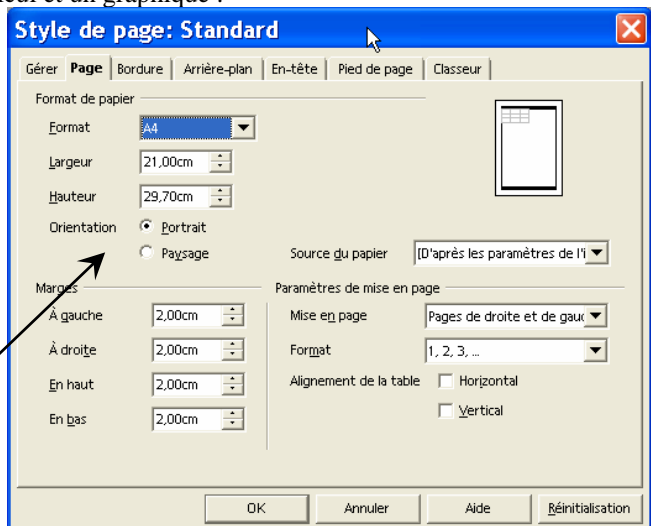 et un graphique :
Style de page: Standard
Gérer Page Bordure Arrière-plan En-tête Pied de page Classeur
Format de papier
Format A4
Largeur 21,00cm
Hauteur 29,70cm
Orientation Portrait
Paysage Source du papier [D'après les paramètres de l'i
Marges Paramètres de mise en page
À gauche 2,00cm Mise en page Pages de droite et de gauc
À droite 2,00cm Format 1, 2, 3, ...
En haut 2,00cm Alignement de la table Horizontal
En bas 2,00cm Vertical
OK Annuler Aide Réinitialisation